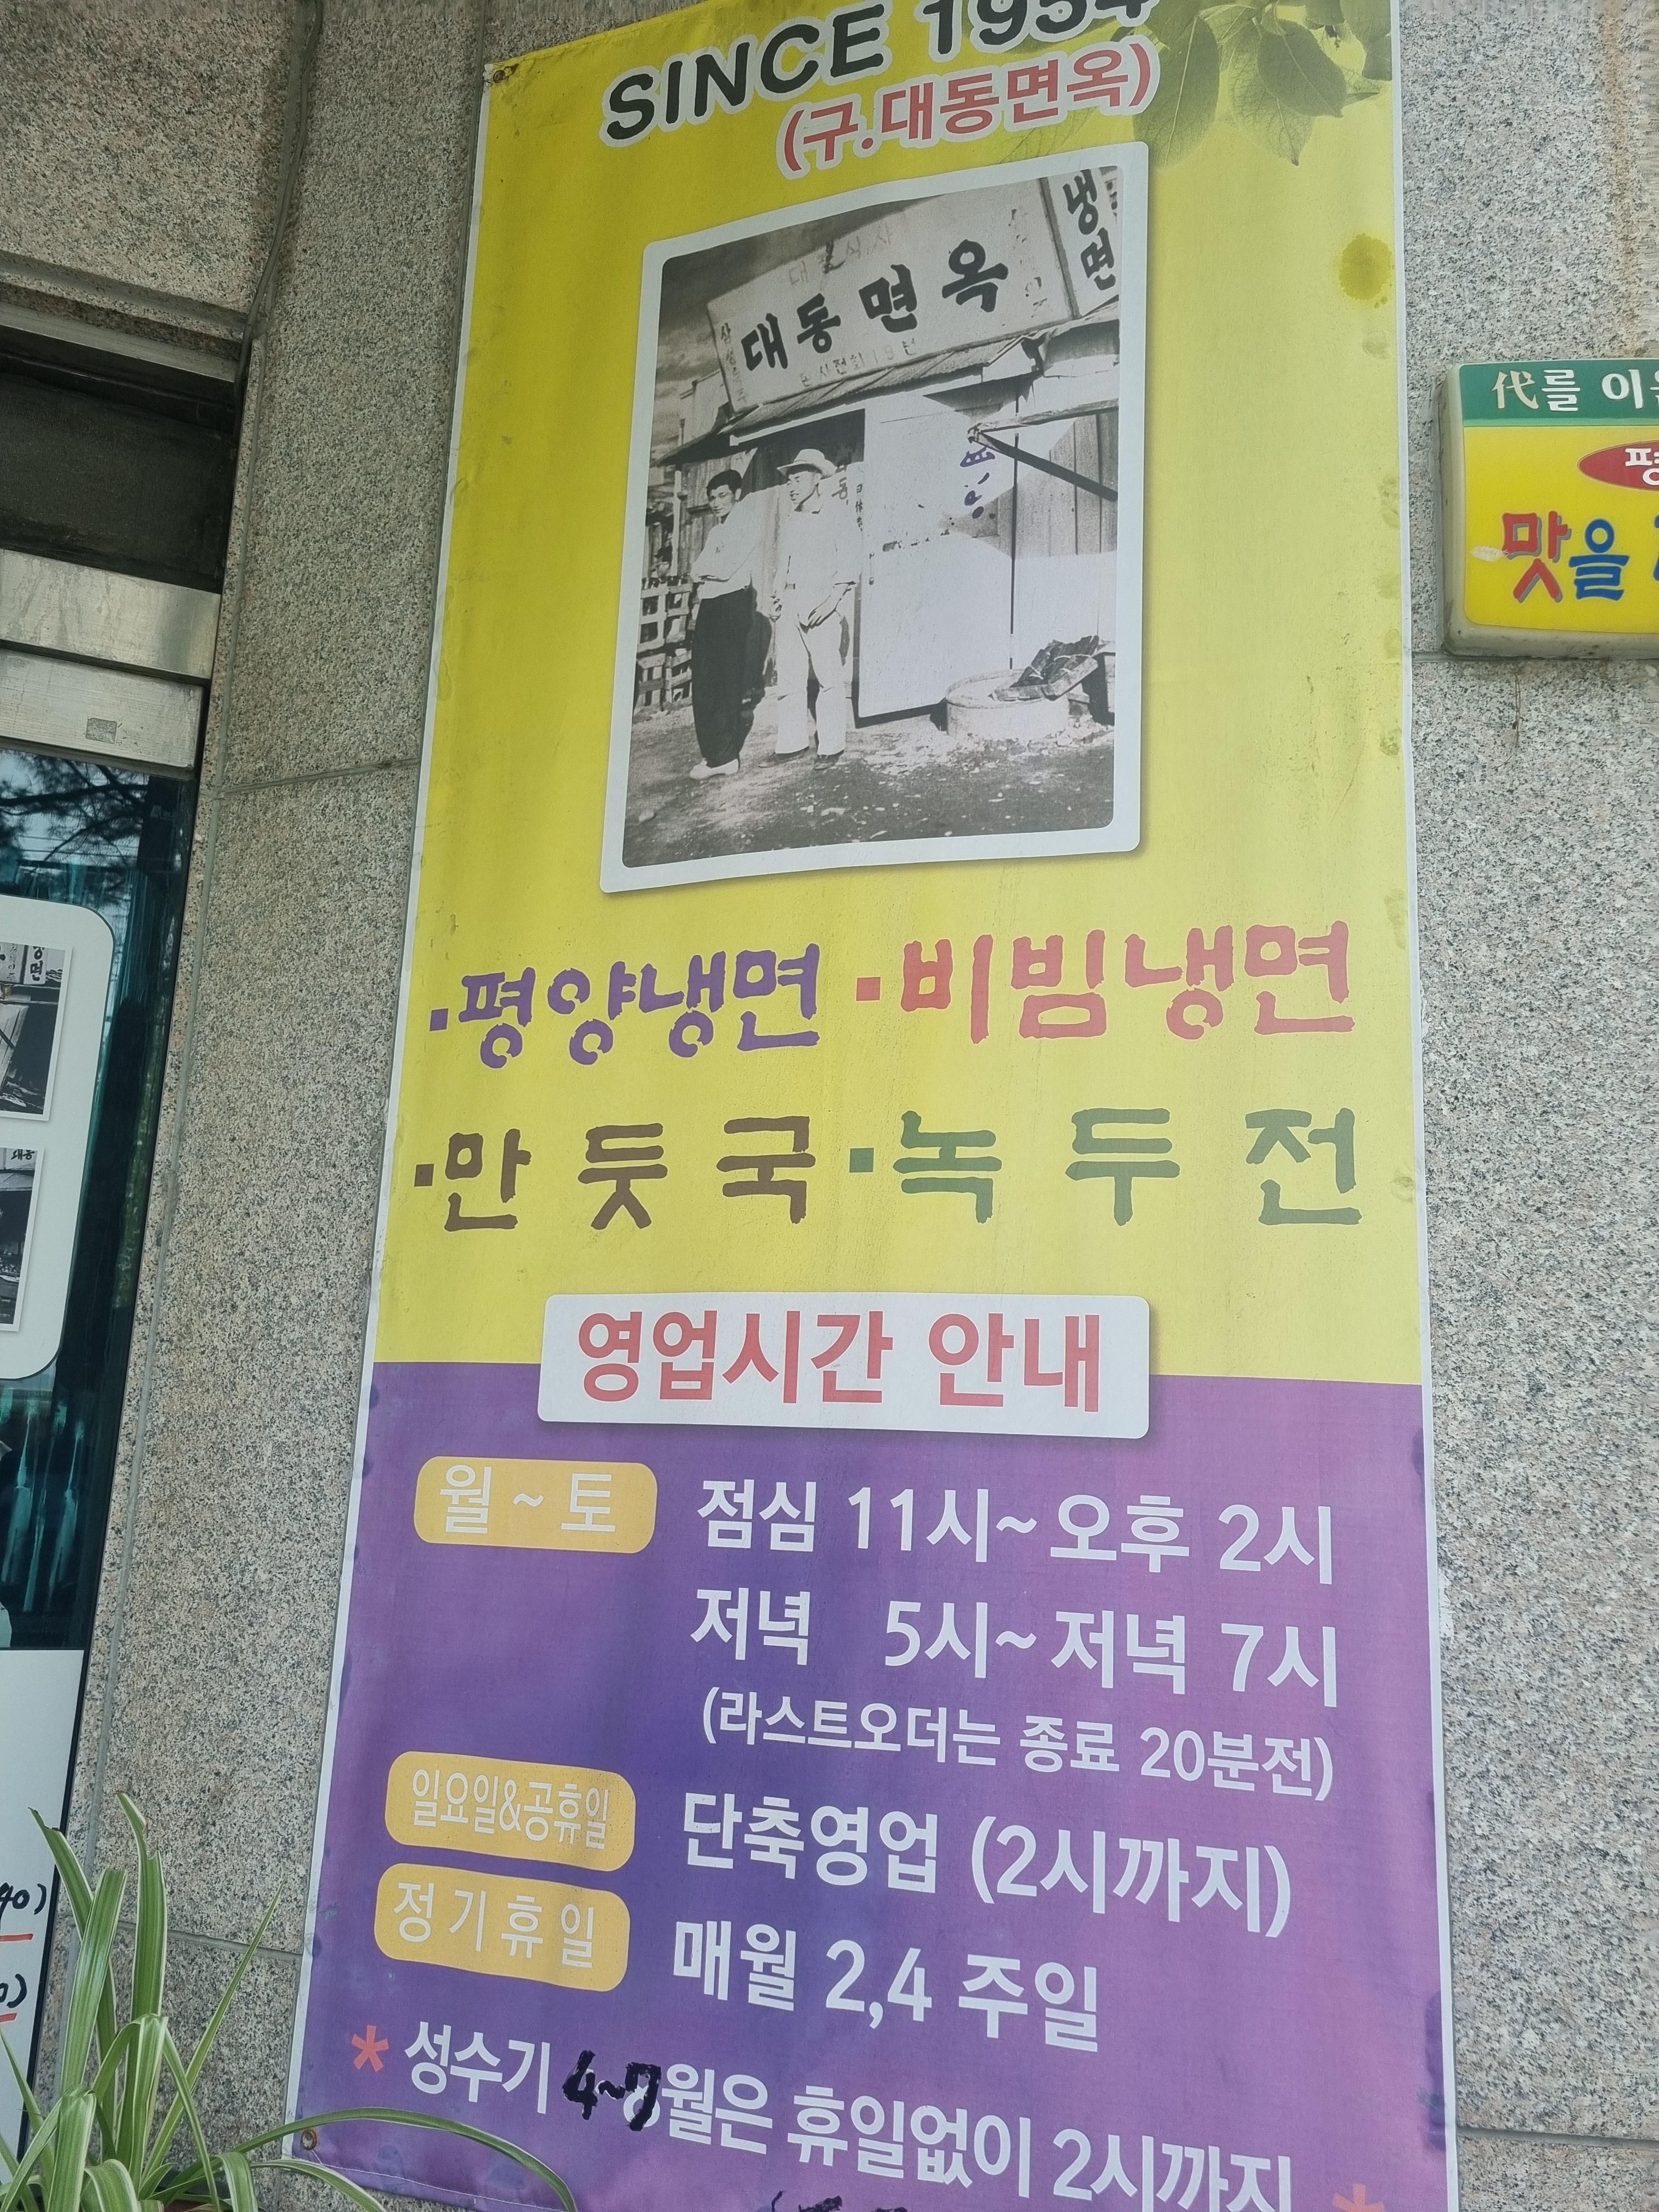 SINCE 1954
(구.대동면옥)
냉면
대동면옥
代를 이
맛을
·평양냉면 ·비빔냉면
·만둣국 ·녹두전
영업시간 안내
월~토 점심 11시~오후 2시
저녁 5시~저녁 7시
(라스트오더는 종료 20분전)
일요일&공휴일 단축영업 (2시까지)
정기휴일 매월 2,4 주일
* 성수기 4~7월은 휴일없이 2시까지 *